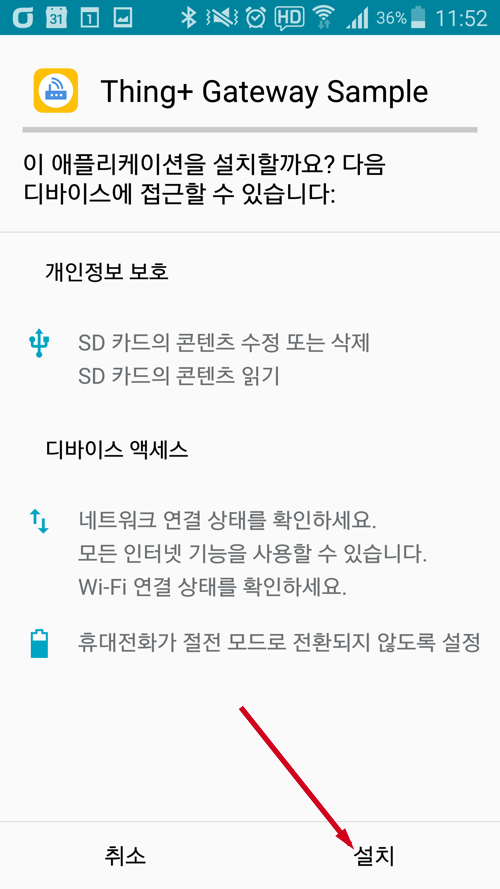 31 1 HD 36% 11:52
Thing+ Gateway Sample
이 애플리케이션을 설치할까요? 다음
디바이스에 접근할 수 있습니다:
개인정보 보호
SD 카드의 콘텐츠 수정 또는 삭제
SD 카드의 콘텐츠 읽기
디바이스 액세스
네트워크 연결 상태를 확인하세요.
모든 인터넷 기능을 사용할 수 있습니다.
Wi-Fi 연결 상태를 확인하세요.
휴대전화가 절전 모드로 전환되지 않도록 설정
취소 설치